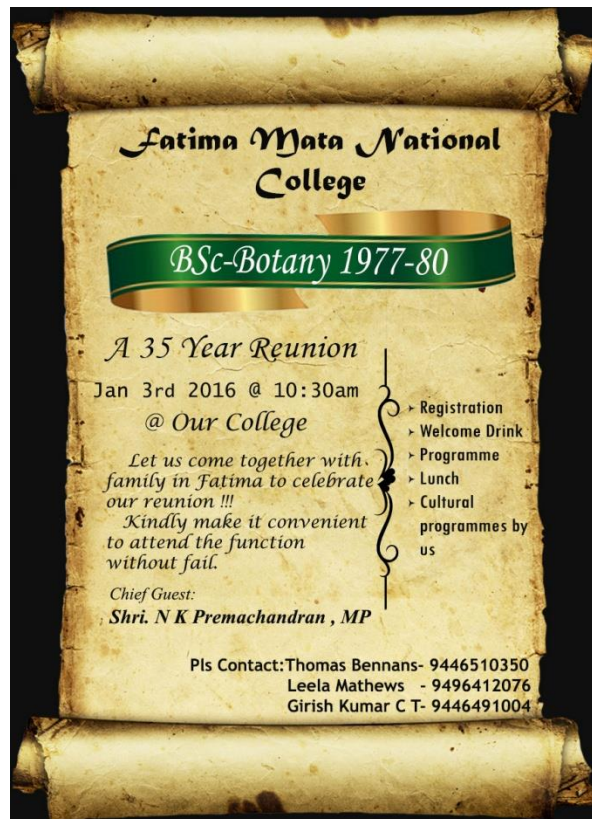 Fatima Mata National
College
BSc-Botany 1977-80
A 35 Year Reunion
Jan 3rd 2016 @ 10:30am
@ Our College
Let us come together with
family in Fatima to celebrate
our reunion !!!
Kindly make it convenient
to attend the function
without fail.
Chief Guest:
Shri. N K Premachandran , MP
➢ Registration
➢ Welcome Drink
➢ Programme
➢ Lunch
➢ Cultural
programmes by
us
Pls Contact:Thomas Bennans- 9446510350
Leela Mathews - 9496412076
Girish Kumar C T- 9446491004